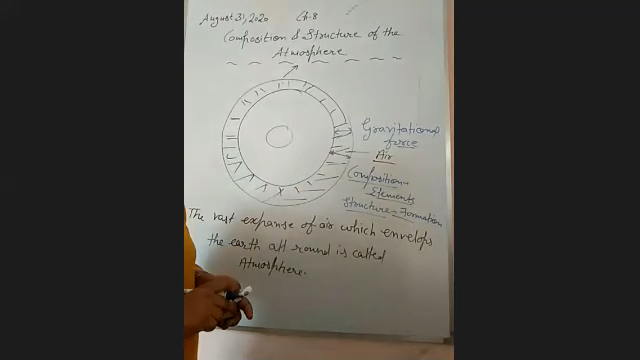 August 31, 2020 Ch-8
Composition & Structure of the
Atmosphere
Gravitational
force
Air
Composition -
Elements
Structure - Formation
The vast expanse of air which envelops
the earth all round is called
Atmosphere.